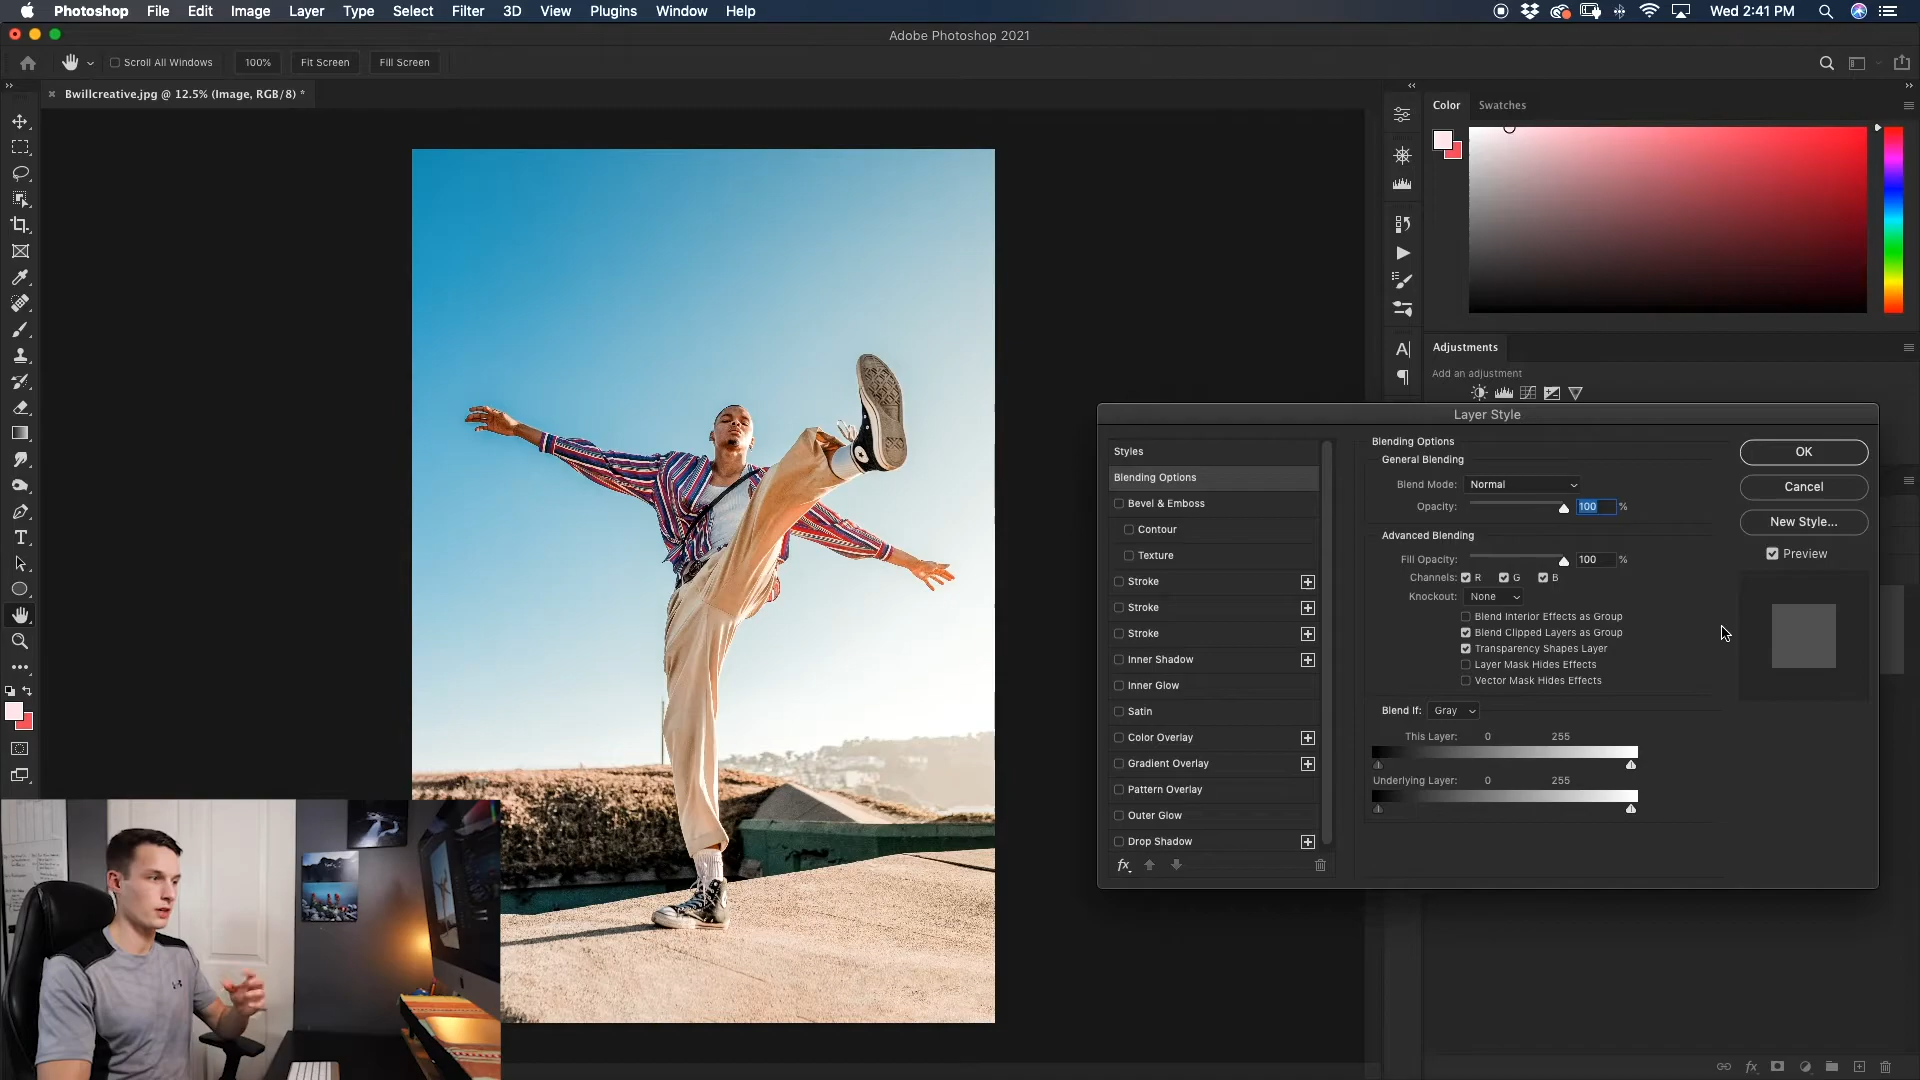 Photoshop File Edit Image Layer Type Select Filter 3D View Plugins Window Help Wed 2:41 PM
Adobe Photoshop 2021
Scroll All Windows 100% Fit Screen Fill Screen
Bwillcreative.jpg @ 12.5% (Image, RGB/8) *
Color Swatches
Adjustments
Add an adjustment
Layer Style
Styles
Blending Options
Bevel & Emboss
Contour
Texture
Stroke
Stroke
Stroke
Inner Shadow
Inner Glow
Satin
Color Overlay
Gradient Overlay
Pattern Overlay
Outer Glow
Drop Shadow
fx
Blending Options
General Blending
Blend Mode: Normal
Opacity: 100 %
Advanced Blending
Fill Opacity: 100 %
Channels: R G B
Knockout: None
Blend Interior Effects as Group
Blend Clipped Layers as Group
Transparency Shapes Layer
Layer Mask Hides Effects
Vector Mask Hides Effects
Blend If: Gray
This Layer: 0 255
Underlying Layer: 0 255
OK
Cancel
New Style...
Preview
fx